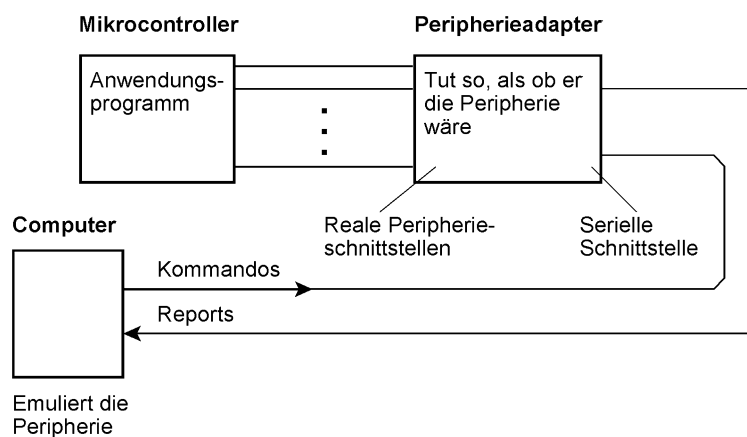 Mikrocontroller
Peripherieadapter
Anwendungs-
programm
Tut so, als ob er
die Peripherie
wäre
Reale Peripherie-
schnittstellen
Serielle
Schnittstelle
Computer
Kommandos
Reports
Emuliert die
Peripherie